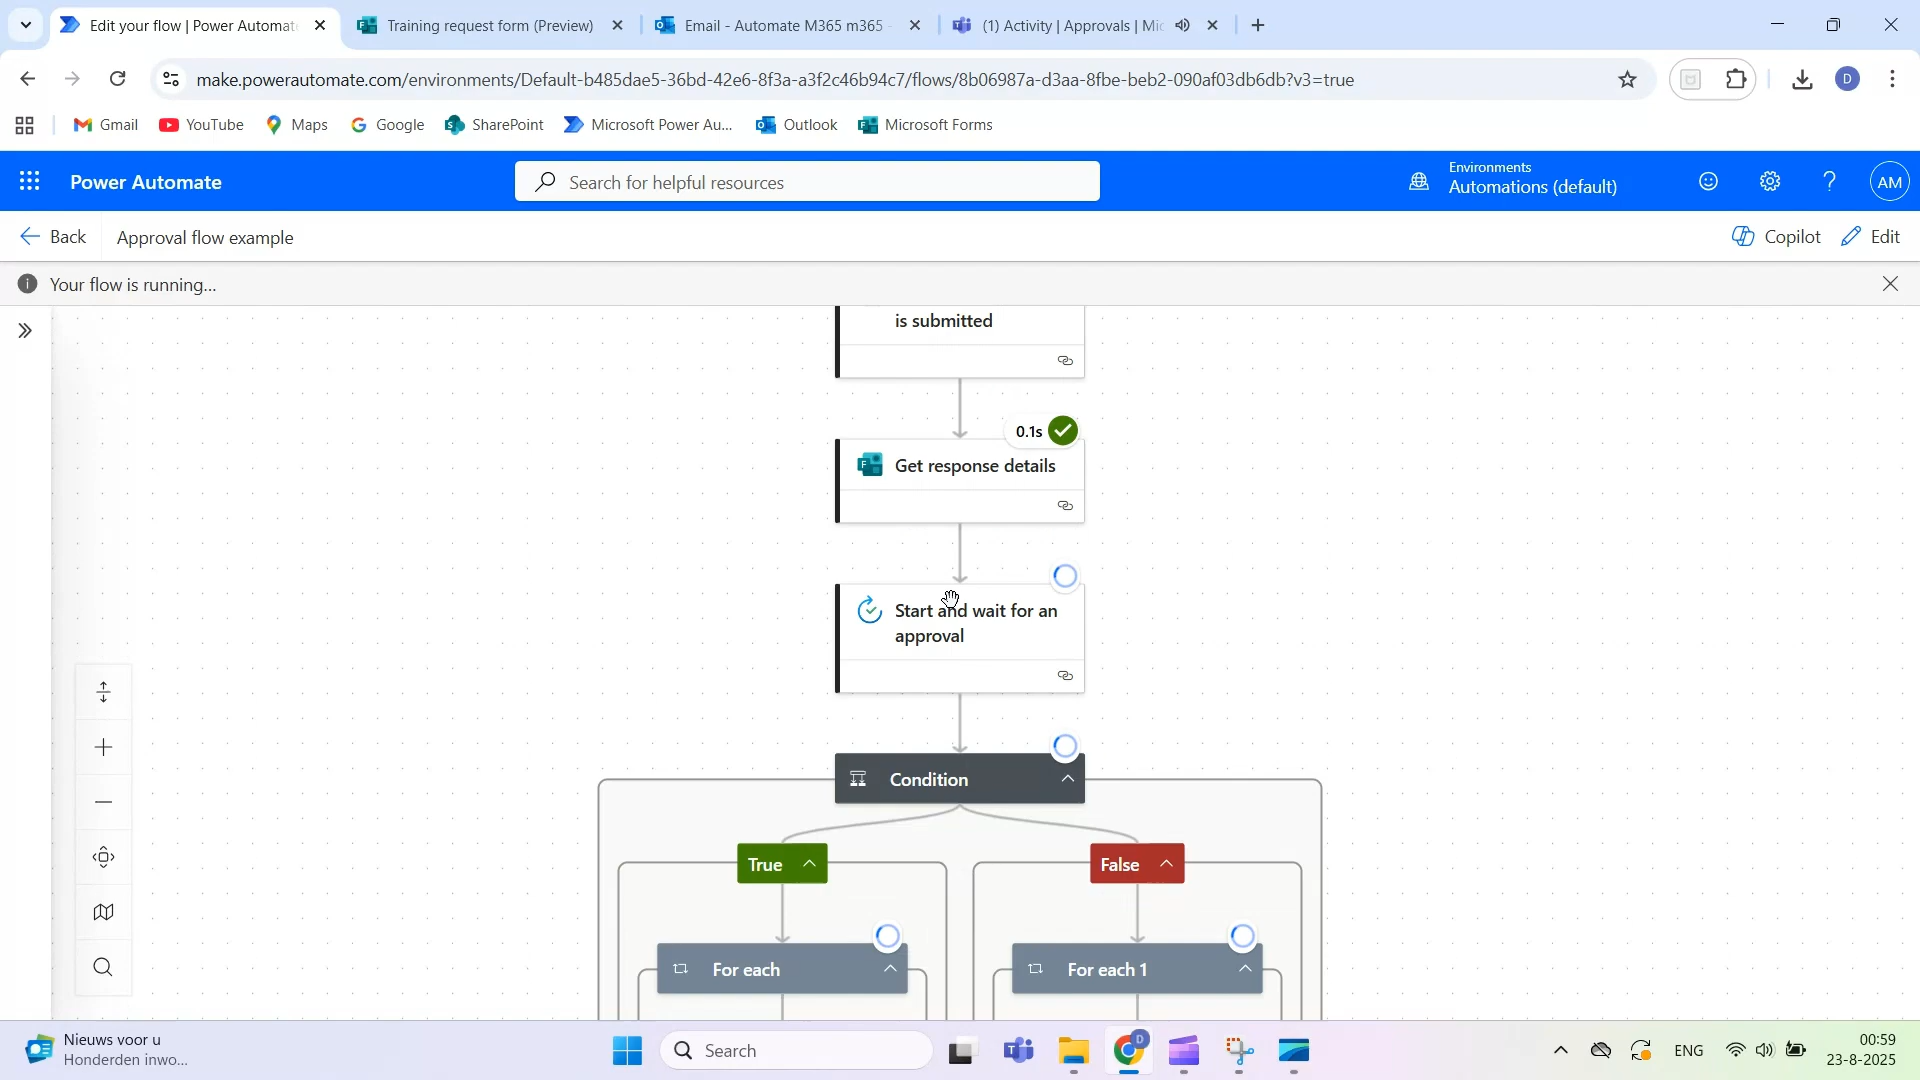 Edit your flow | Power Automat
Training request form (Preview)
Email - Automate M365 m365 -
(1) Activity | Approvals | Mic
make.powerautomate.com/environments/Default-b485dae5-36bd-42e6-8f3a-a3f2c46b94c7/flows/8b06987a-d3aa-8fbe-beb2-090af03db6db?v3=true
D
Gmail
YouTube
Maps
Google
SharePoint
Microsoft Power Au...
Outlook
Microsoft Forms
Power Automate
Search for helpful resources
Environments
Automations (default)
AM
Back
Approval flow example
Copilot
Edit
Your flow is running...
is submitted
0.1s
Get response details
Start and wait for an
approval
Condition
True
False
For each
For each 1
Nieuws voor u
Honderden inwo...
Search
ENG
00:59
23-8-2025